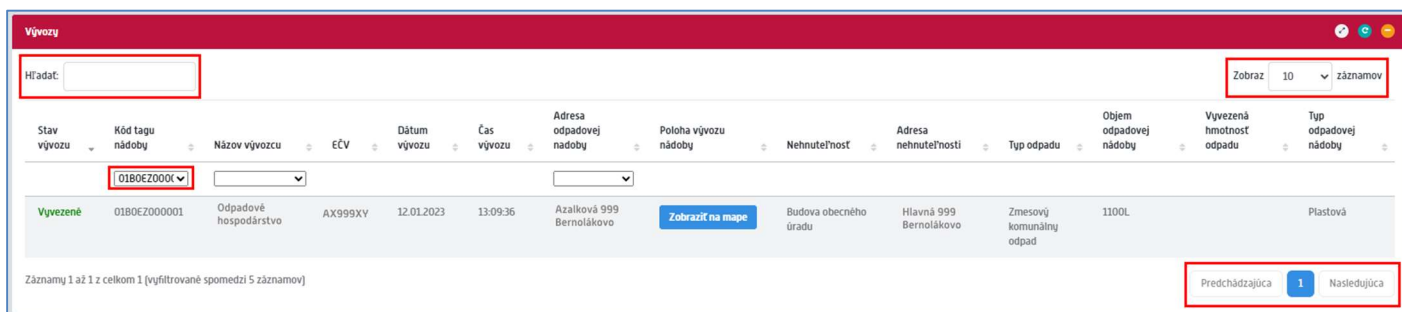 Vývozy
Hľadať:
Zobraz 10 záznamov
Stav vývozu
Kód tagu nádoby
Názov vývozcu
EČV
Dátum vývozu
Čas vývozu
Adresa odpadovej nadoby
Poloha vývozu nádoby
Nehnuteľnosť
Adresa nehnuteľnosti
Typ odpadu
Objem odpadovej nádoby
Vyvezená hmotnosť odpadu
Typ odpadovej nádoby
01B0EZ000(
Vyvezené
01B0EZ000001
Odpadové hospodárstvo
AX999XY
12.01.2023
13:09:36
Azalková 999 Bernolákovo
Zobraziť na mape
Budova obecného úradu
Hlavná 999 Bernolákovo
Zmesový komunálny odpad
1100L
Plastová
Záznamy 1 až 1 z celkom 1 (vyfiltrované spomedzi 5 záznamov)
Predchádzajúca 1 Nasledujúca